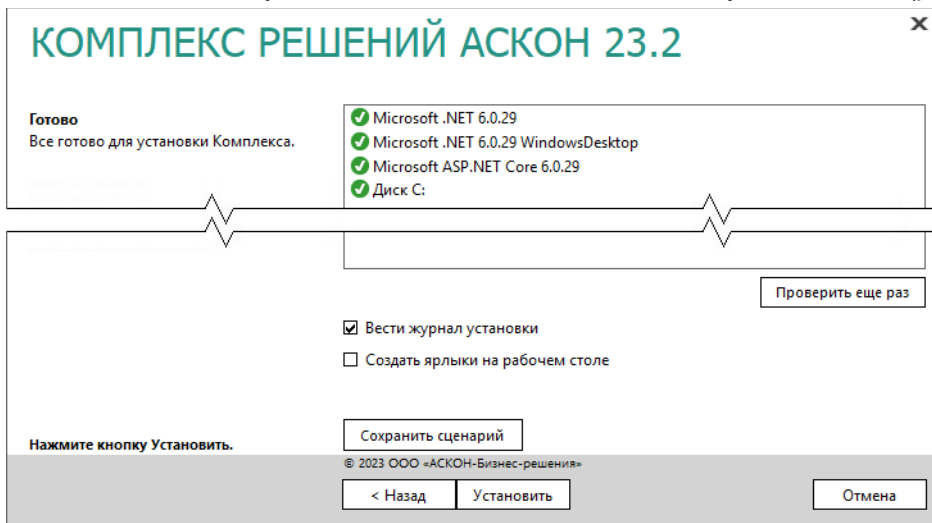 КОМПЛЕКС РЕШЕНИЙ АСКОН 23.2
x
Готово
Все готово для установки Комплекса.
Microsoft .NET 6.0.29
Microsoft .NET 6.0.29 WindowsDesktop
Microsoft ASP.NET Core 6.0.29
Диск C:
Проверить еще раз
Вести журнал установки
Создать ярлыки на рабочем столе
Сохранить сценарий
Нажмите кнопку Установить.
© 2023 ООО «АСКОН-Бизнес-решения»
< Назад
Установить
Отмена